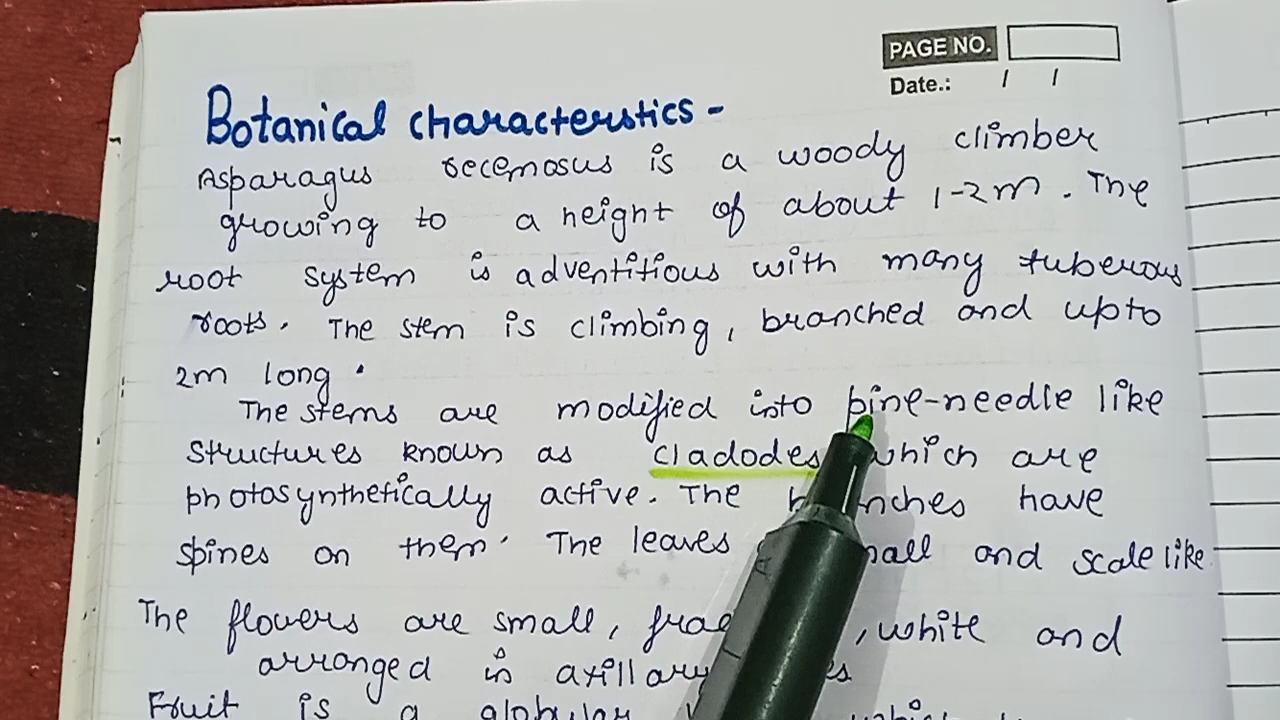 PAGE NO.
Date.: / /
Botanical characterstics -
Asparagus recemosus is a woody climber
growing to a height of about 1-2m. The
root system is adventitious with many tuberous
roots. The stem is climbing, branched and upto
2m long.
The stems are modified into pine-needle like
structures known as cladodes which are
photosynthetically active. The have
spines on them. The leaves and scale like
The flowers are small, , white and
arranged in axillary
Fruit is a globular